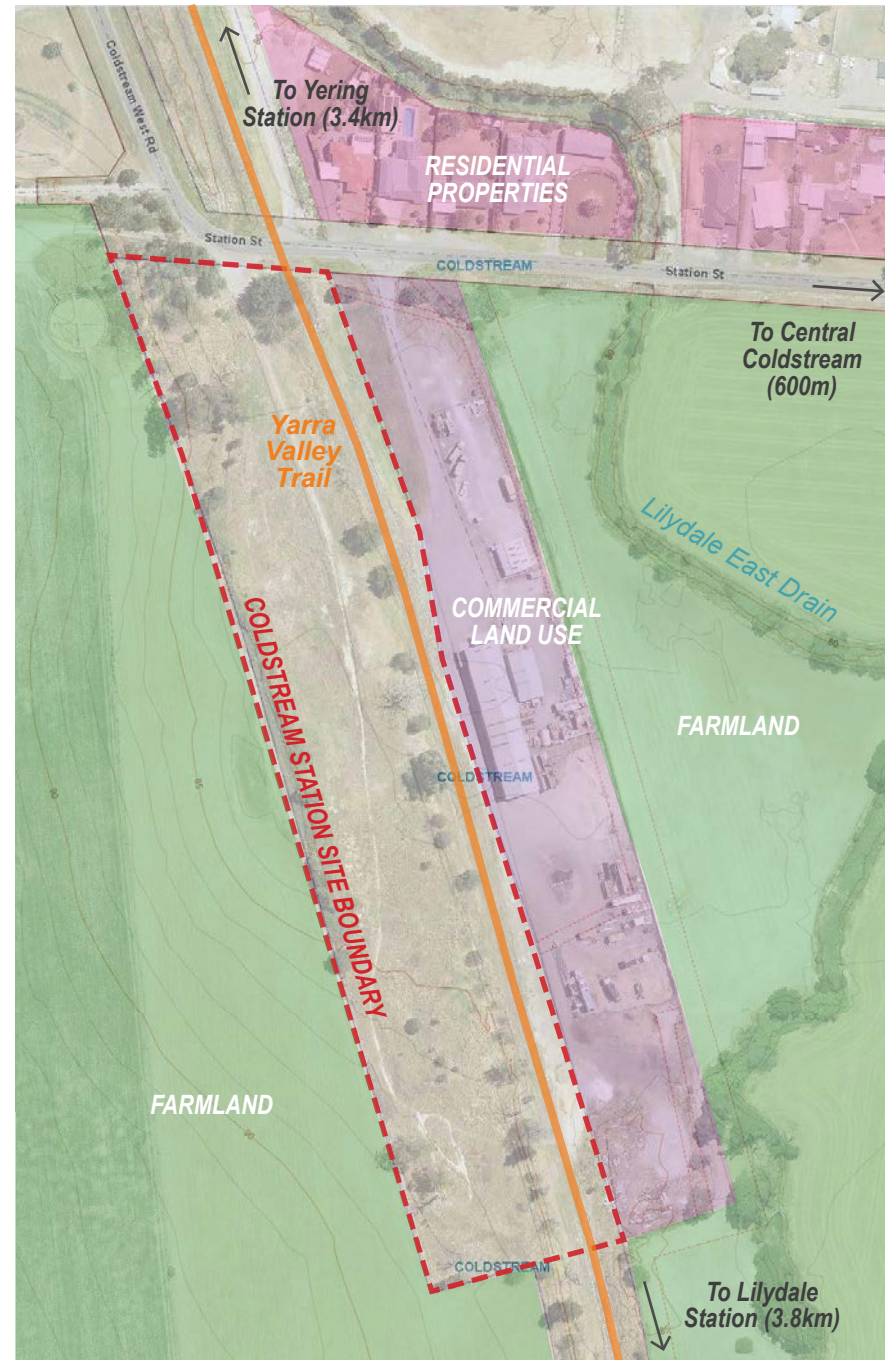 Coldstream West Rd
To Yering
Station (3.4km)
RESIDENTIAL
PROPERTIES
Station St
COLDSTREAM
Station St
To Central
Coldstream
(600m)
Yarra
Valley
Trail
Lilydale East Drain
COMMERCIAL
LAND USE
COLDSTREAM STATION SITE BOUNDARY
FARMLAND
COLDSTREAM
FARMLAND
COLDSTREAM
To Lilydale
Station (3.8km)